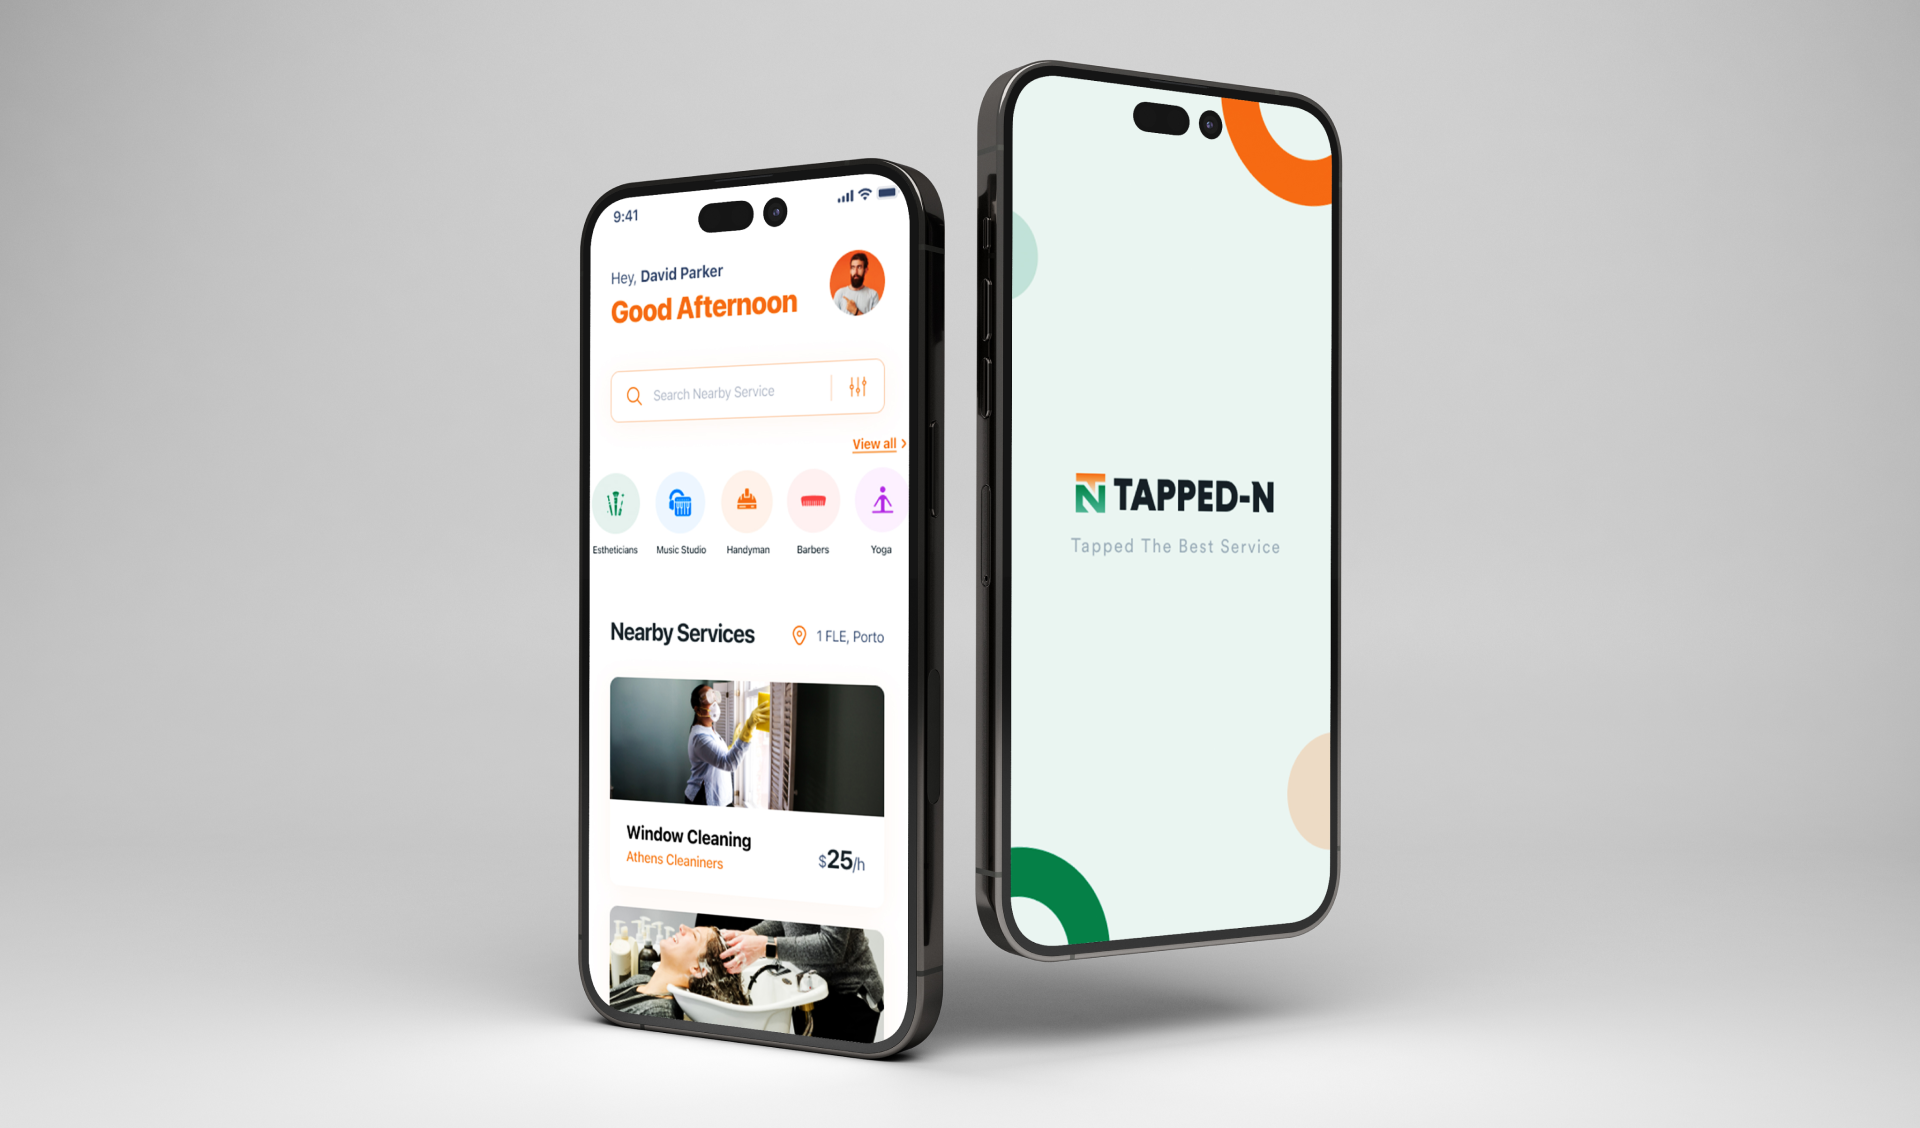 9:41
Hey, David Parker
Good Afternoon
Search Nearby Service
View all
Estheticians
Music Studio
Handyman
Barbers
Yoga
Nearby Services
1 FLE, Porto
Window Cleaning
Athens Cleaniners
$25/h
TAPPED-N
Tapped The Best Service